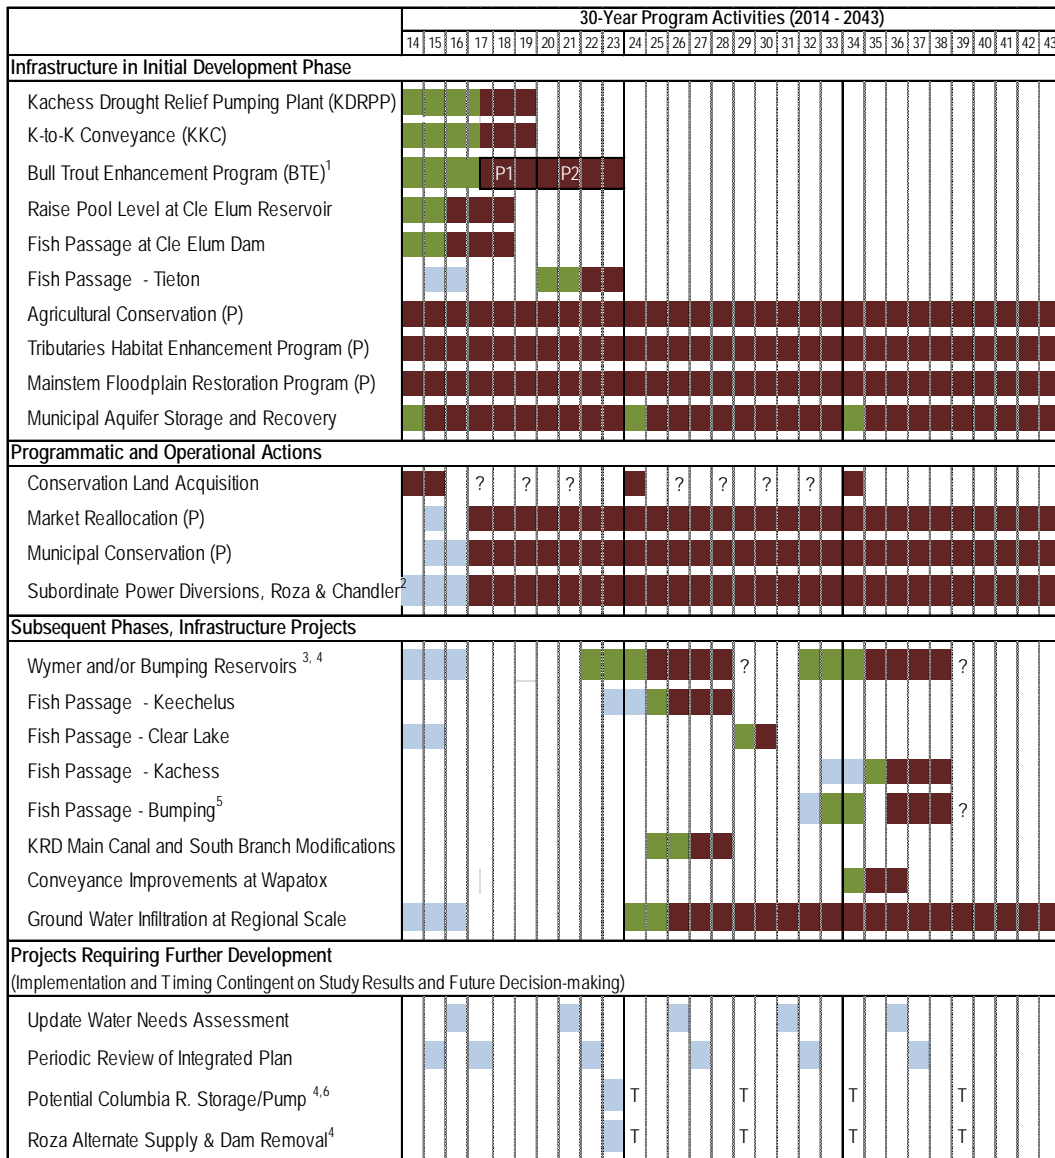 30-Year Program Activities (2014 - 2043)
14 15 16 17 18 19 20 21 22 23 24 25 26 27 28 29 30 31 32 33 34 35 36 37 38 39 40 41 42 43
Infrastructure in Initial Development Phase
Kachess Drought Relief Pumping Plant (KDRPP)
K-to-K Conveyance (KKC)
Bull Trout Enhancement Program (BTE)1 P1 P2
Raise Pool Level at Cle Elum Reservoir
Fish Passage at Cle Elum Dam
Fish Passage - Tieton
Agricultural Conservation (P)
Tributaries Habitat Enhancement Program (P)
Mainstem Floodplain Restoration Program (P)
Municipal Aquifer Storage and Recovery
Programmatic and Operational Actions
Conservation Land Acquisition ? ? ? ? ? ? ?
Market Reallocation (P)
Municipal Conservation (P)
Subordinate Power Diversions, Roza & Chandler2
Subsequent Phases, Infrastructure Projects
Wymer and/or Bumping Reservoirs 3, 4 ? ?
Fish Passage - Keechelus
Fish Passage - Clear Lake
Fish Passage - Kachess
Fish Passage - Bumping5 ?
KRD Main Canal and South Branch Modifications
Conveyance Improvements at Wapatox
Ground Water Infiltration at Regional Scale
Projects Requiring Further Development
(Implementation and Timing Contingent on Study Results and Future Decision-making)
Update Water Needs Assessment
Periodic Review of Integrated Plan
Potential Columbia R. Storage/Pump 4,6 T T T T
Roza Alternate Supply & Dam Removal4 T T T T